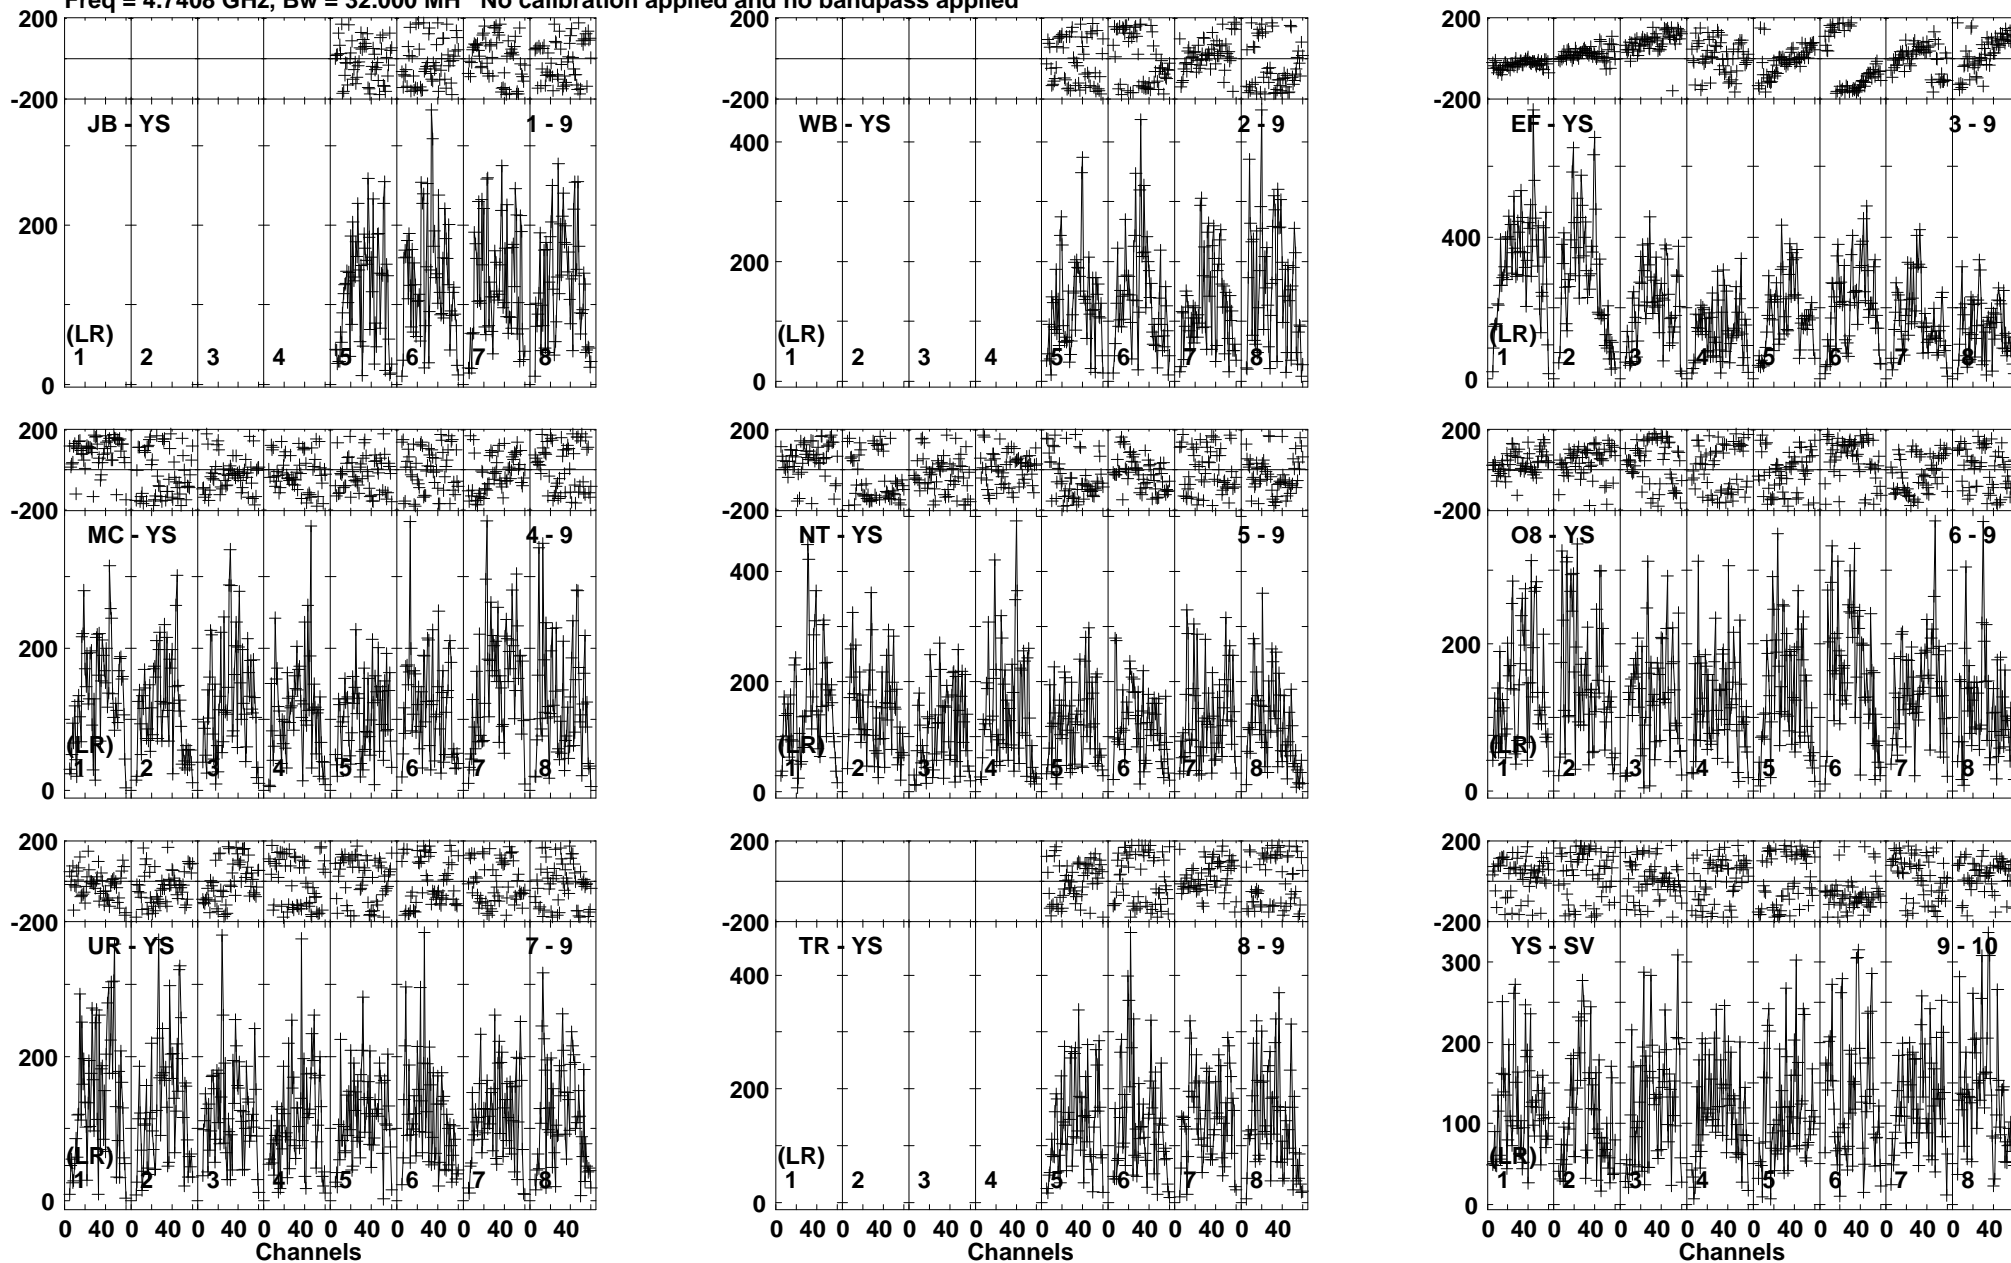 Freq = 4.7408 GHz, Bw = 32.000 MH No calibration applied and no bandpass applied
200
-200
JB - YS 1 - 9
200
0
(LR)
1 2 3 4 5 6 7 8
200
-200
WB - YS 2 - 9
400
200
0
(LR)
1 2 3 4 5 6 7 8
200
-200
EF - YS 3 - 9
400
0
(LR)
1 2 3 4 5 6 7 8
200
-200
MC - YS 4 - 9
200
0
(LR)
1 2 3 4 5 6 7 8
200
-200
NT - YS 5 - 9
400
200
0
(LR)
1 2 3 4 5 6 7 8
200
-200
O8 - YS 6 - 9
200
0
(LR)
1 2 3 4 5 6 7 8
200
-200
UR - YS 7 - 9
200
0
(LR)
1 2 3 4 5 6 7 8
0 40 0 40 0 40 0 40 0 40 0 40 0 40 0 40
Channels
200
-200
TR - YS 8 - 9
400
200
0
(LR)
1 2 3 4 5 6 7 8
0 40 0 40 0 40 0 40 0 40 0 40 0 40 0 40
Channels
200
-200
YS - SV 9 - 10
300
200
100
0
(LR)
1 2 3 4 5 6 7 8
0 40 0 40 0 40 0 40 0 40 0 40 0 40 0 40
Channels